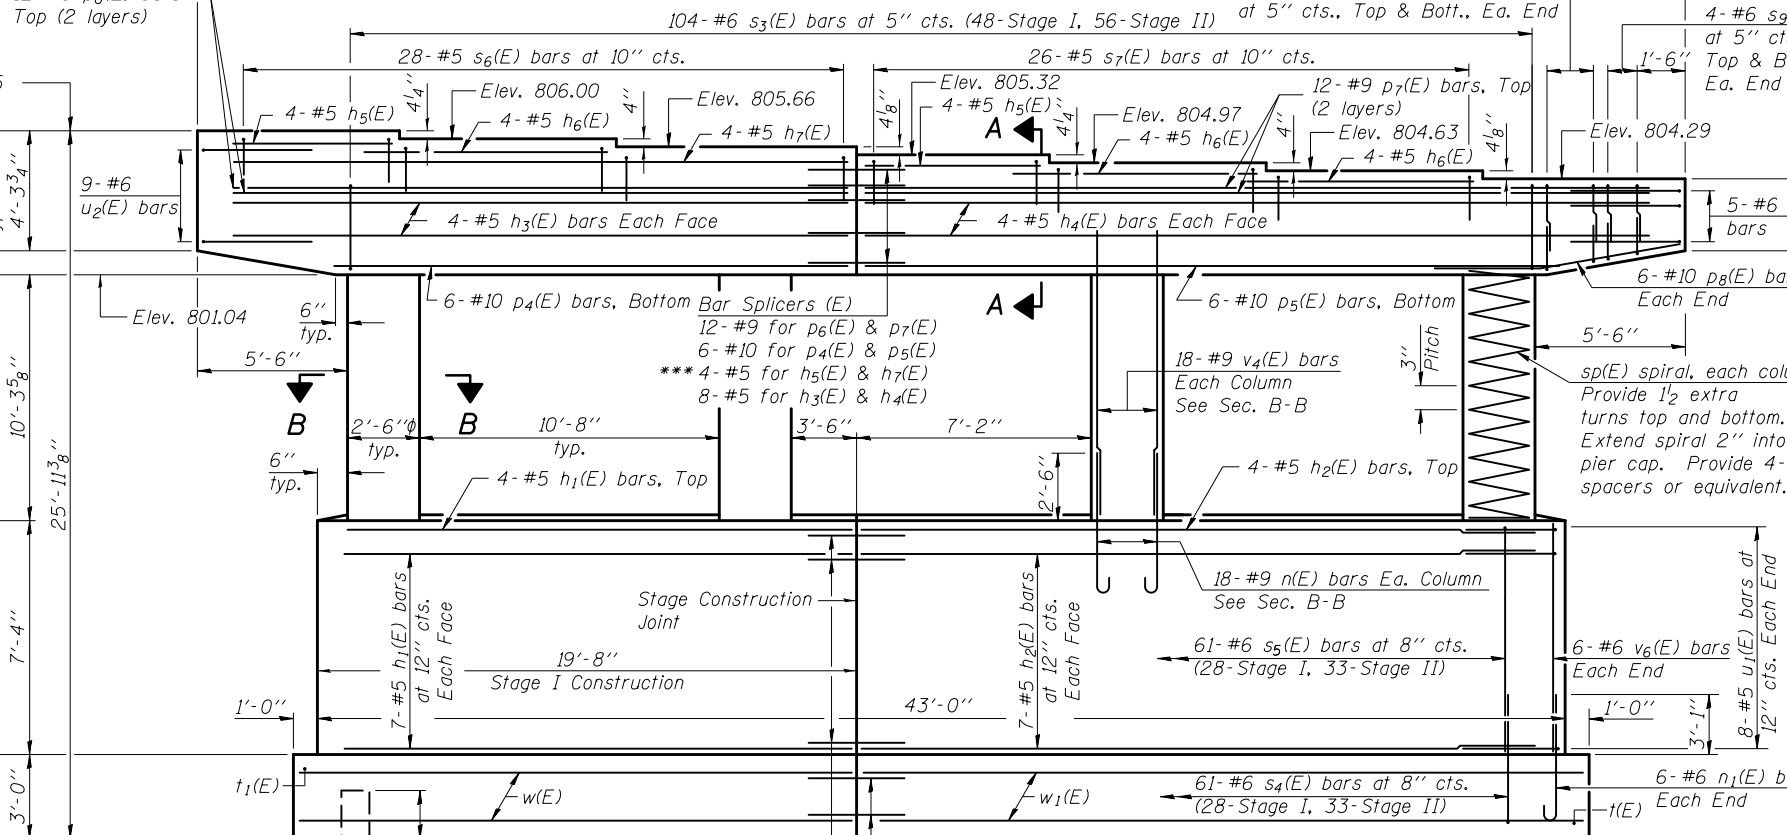 Top (2 layers)
104-#6 s3(E) bars at 5" cts. (48-Stage I, 56-Stage II)
at 5" cts., Top & Bott., Ea. End
4-#6 s9
at 5" cts
Top & B
Ea. End
1'-6"
28-#5 s6(E) bars at 10" cts.
26-#5 s7(E) bars at 10" cts.
4-#5 h5(E)
4¼"
Elev. 806.00
4-#5 h6(E)
4"
Elev. 805.66
4-#5 h7(E)
4⅛"
Elev. 805.32
4-#5 h5(E)
A
4¼"
Elev. 804.97
4-#5 h6(E)
12-#9 p7(E) bars, Top
(2 layers)
4"
Elev. 804.63
4-#5 h6(E)
4⅛"
Elev. 804.29
4'-3¾"
9-#6
u2(E) bars
4-#5 h3(E) bars Each Face
4-#5 h4(E) bars Each Face
5-#6
bars
6-#10 p4(E) bars, Bottom
6-#10 p5(E) bars, Bottom
6-#10 p8(E) ba
Each End
Elev. 801.04
6"
typ.
5'-6"
Bar Splicers (E)
12-#9 for p6(E) & p7(E)
6-#10 for p4(E) & p5(E)
*** 4-#5 for h5(E) & h7(E)
8-#5 for h3(E) & h4(E)
A
18-#9 v4(E) bars
Each Column
See Sec. B-B
3"
Pitch
5'-6"
sp(E) spiral, each colu
Provide 1½ extra
turns top and bottom.
Extend spiral 2" into
pier cap. Provide 4-
spacers or equivalent.
10'-3⅝"
25'-11⅜"
B
B
2'-6"ϕ
typ.
10'-8"
typ.
3'-6"
7'-2"
6"
typ.
4-#5 h1(E) bars, Top
2'-6"
4-#5 h2(E) bars, Top
7'-4"
7-#5 h1(E) bars
at 12" cts.
Each Face
Stage Construction
Joint
7-#5 h2(E) bars
at 12" cts.
Each Face
18-#9 n(E) bars Ea. Column
See Sec. B-B
19'-8"
Stage I Construction
61-#6 s5(E) bars at 8" cts.
(28-Stage I, 33-Stage II)
6-#6 v6(E) bars
Each End
8-#5 u1(E) bars at
12" cts. Each End
1'-0"
43'-0"
1'-0"
3'-1"
3'-0"
t1(E)
w(E)
w1(E)
61-#6 s4(E) bars at 8" cts.
(28-Stage I, 33-Stage II)
6-#6 n1(E) b
Each End
t(E)